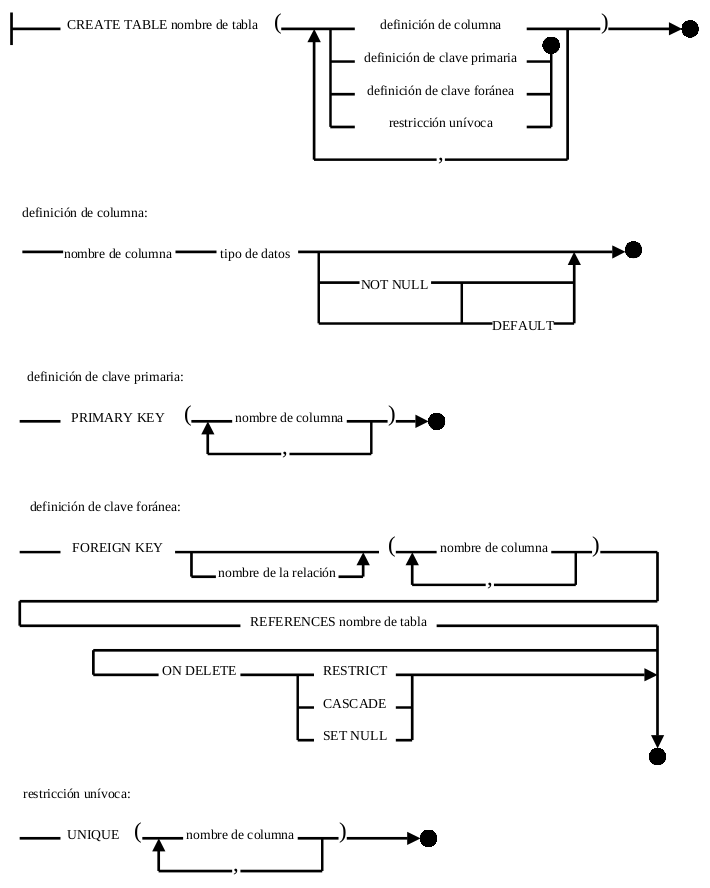 CREATE TABLE nombre de tabla ( definición de columna )
definición de clave primaria
definición de clave foránea
restricción unívoca
,
definición de columna:
nombre de columna tipo de datos
NOT NULL
DEFAULT
definición de clave primaria:
PRIMARY KEY ( nombre de columna )
,
definición de clave foránea:
FOREIGN KEY ( nombre de columna )
nombre de la relación ,
REFERENCES nombre de tabla
ON DELETE RESTRICT
CASCADE
SET NULL
restricción unívoca:
UNIQUE ( nombre de columna )
,